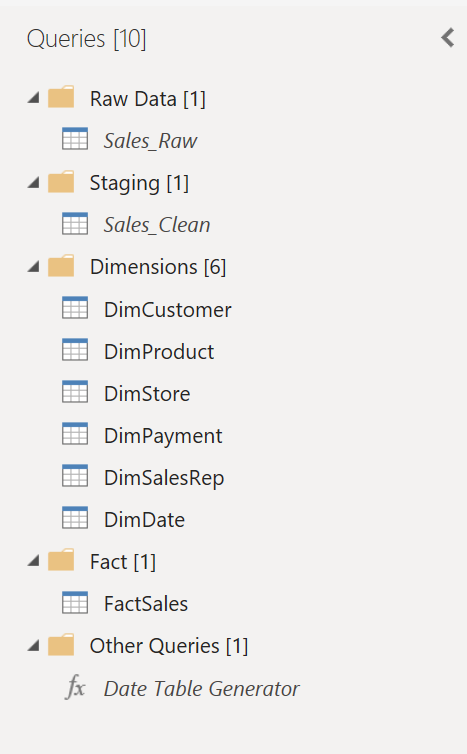 Queries [10]
Raw Data [1]
Sales_Raw
Staging [1]
Sales_Clean
Dimensions [6]
DimCustomer
DimProduct
DimStore
DimPayment
DimSalesRep
DimDate
Fact [1]
FactSales
Other Queries [1]
fx Date Table Generator